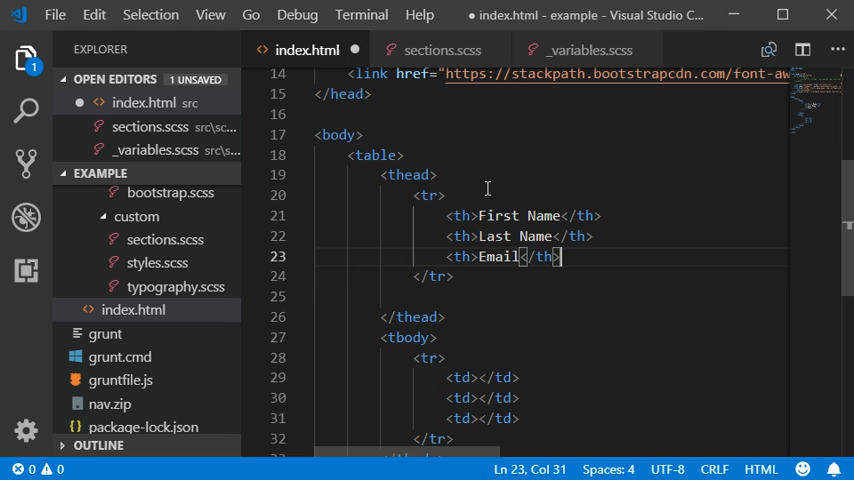 File Edit Selection View Go Debug Terminal Help ● index.html - example - Visual Studio C...
EXPLORER
index.html ●
sections.scss
_variables.scss
OPEN EDITORS 1 UNSAVED
● index.html src
sections.scss src\sc...
_variables.scss src\s...
EXAMPLE
bootstrap.scss
custom
sections.scss
styles.scss
typography.scss
index.html
grunt
grunt.cmd
gruntfile.js
nav.zip
package-lock.json
OUTLINE
1
14 <link href="https://stackpath.bootstrapcdn.com/font-aw
15 </head>
16
17 <body>
18 <table>
19 <thead>
20 <tr>
21 <th>First Name</th>
22 <th>Last Name</th>
23 <th>Email</th>
24 </tr>
25
26 </thead>
27 <tbody>
28 <tr>
29 <td></td>
30 <td></td>
31 <td></td>
32 </tr>
0 0 Ln 23, Col 31 Spaces: 4 UTF-8 CRLF HTML